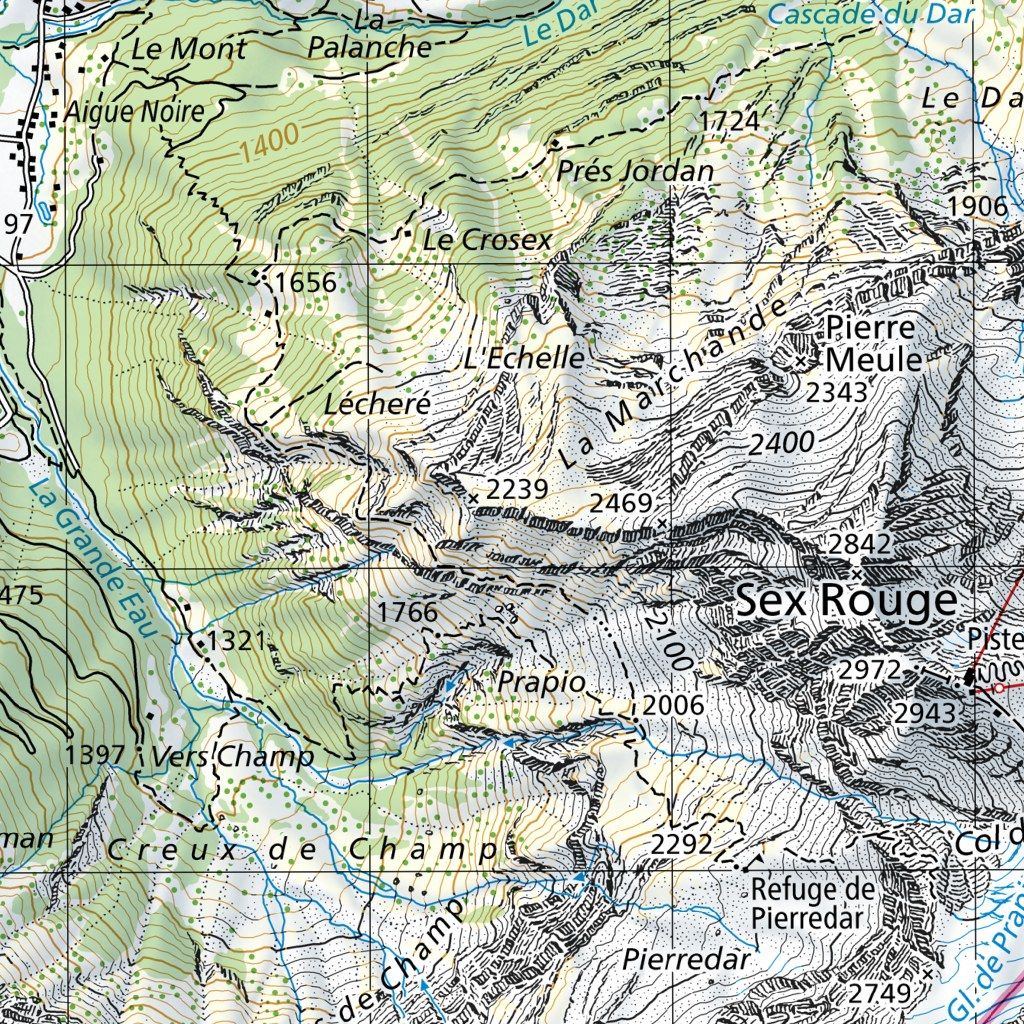 La
Le Mont
Palanche
Le Dar
Cascade du Dar
Aigue Noire
1400
1724
Le Da
Prés Jordan
97
1906
Le Crosex
1656
L'Echelle
La Marchande
Pierre
Meule
2343
Lécheré
2400
2239
2469
La Grande Eau
2842
475
1766
Sex Rouge
1321
2100
Piste
2972
Prapio
2006
2943
1397
Vers Champ
man
Creux de Champ
2292
Col d
Refuge de
Pierredar
de Champ
Pierredar
Gl. de Prapi
2749